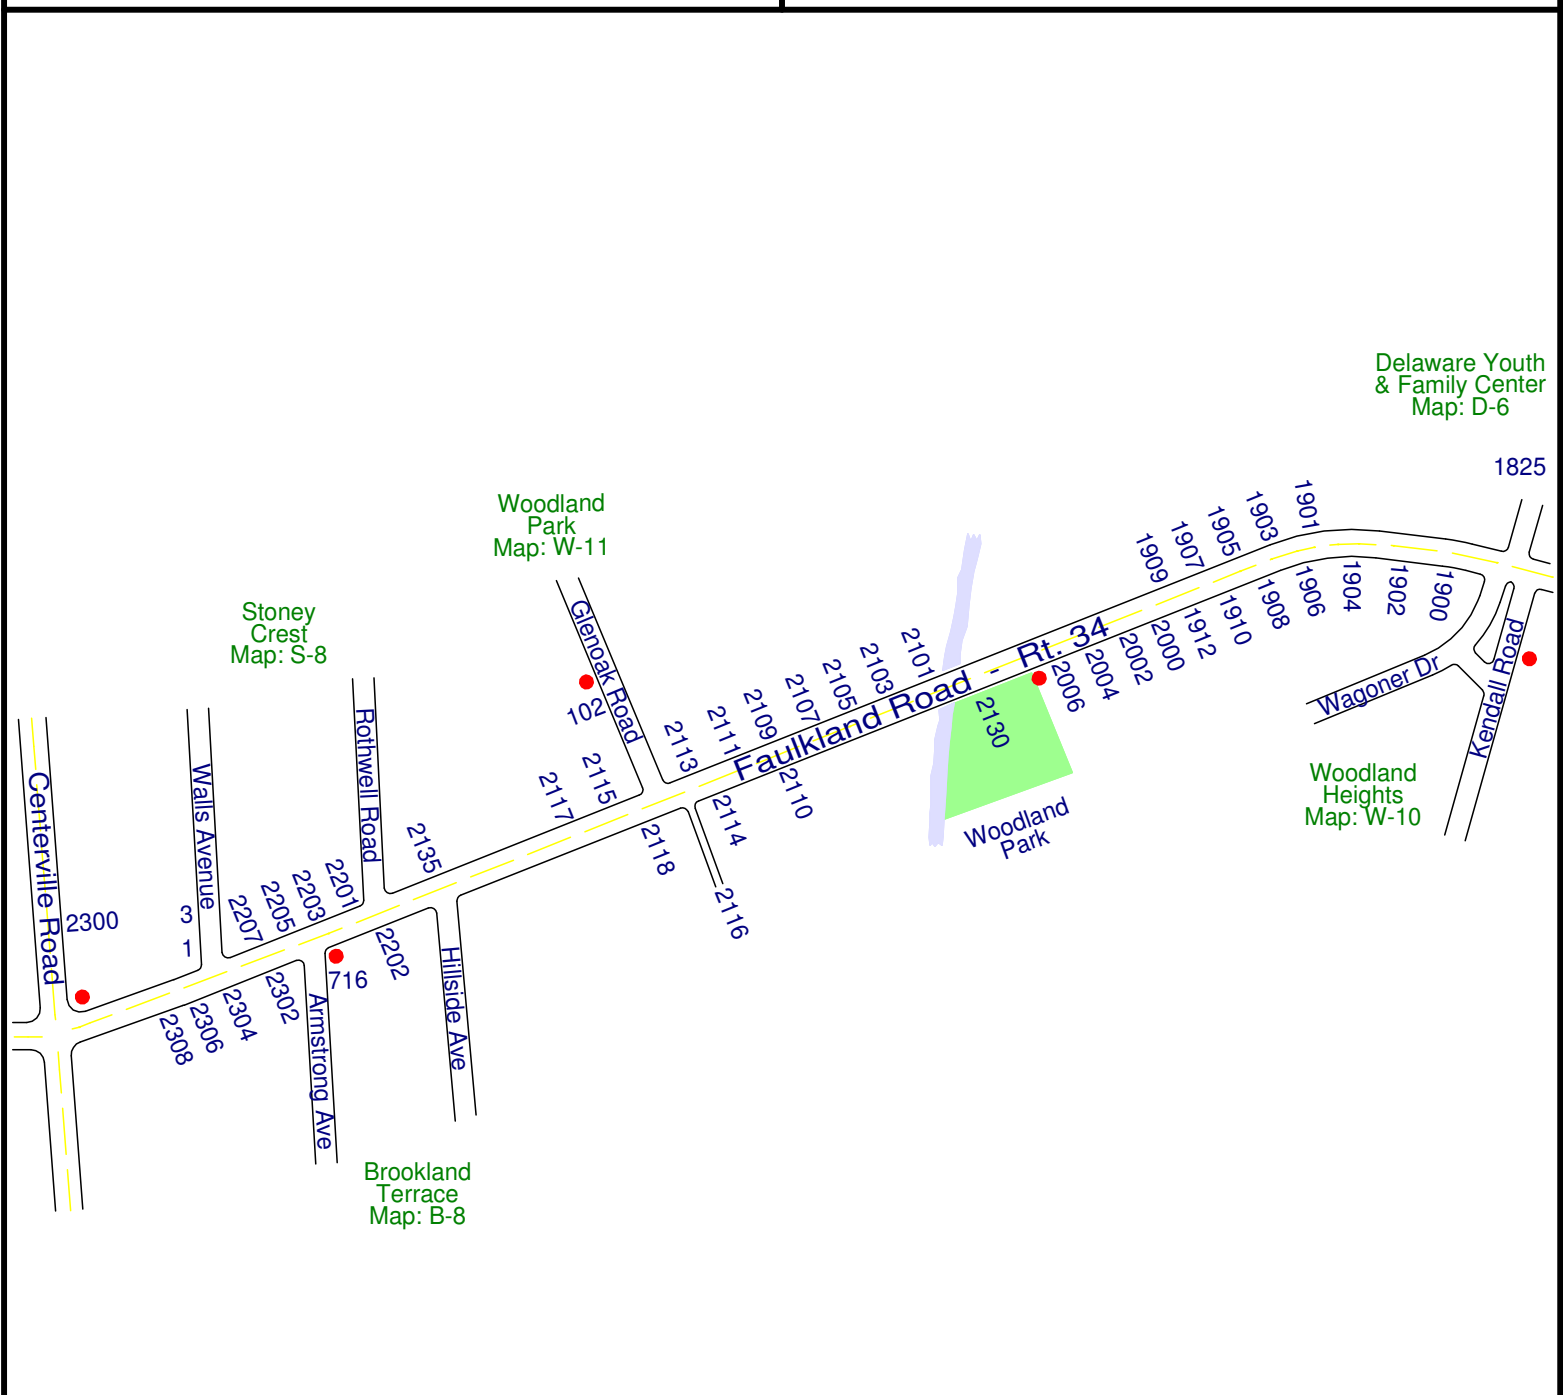 Delaware Youth
& Family Center
Map: D-6
1825
Woodland
Park
Map: W-11
Stoney
Crest
Map: S-8
1909
1907
1905
1903
1901
1900
1902
1904
1906
1908
1910
1912
2000
2002
2004
2006
Wagoner Dr
Kendall Road
Woodland
Heights
Map: W-10
Glenoak Road
102
2117
2115
2113
2111
2109
2107
2105
2103
2101
Faulkland Road - Rt. 34
2130
Woodland
Park
2110
2114
2116
2118
Centerville Road
2300
Walls Avenue
3
1
2207
2205
2203
2201
Rothwell Road
2135
2202
716
2302
2304
2306
2308
Armstrong Ave
Hillside Ave
Brookland
Terrace
Map: B-8